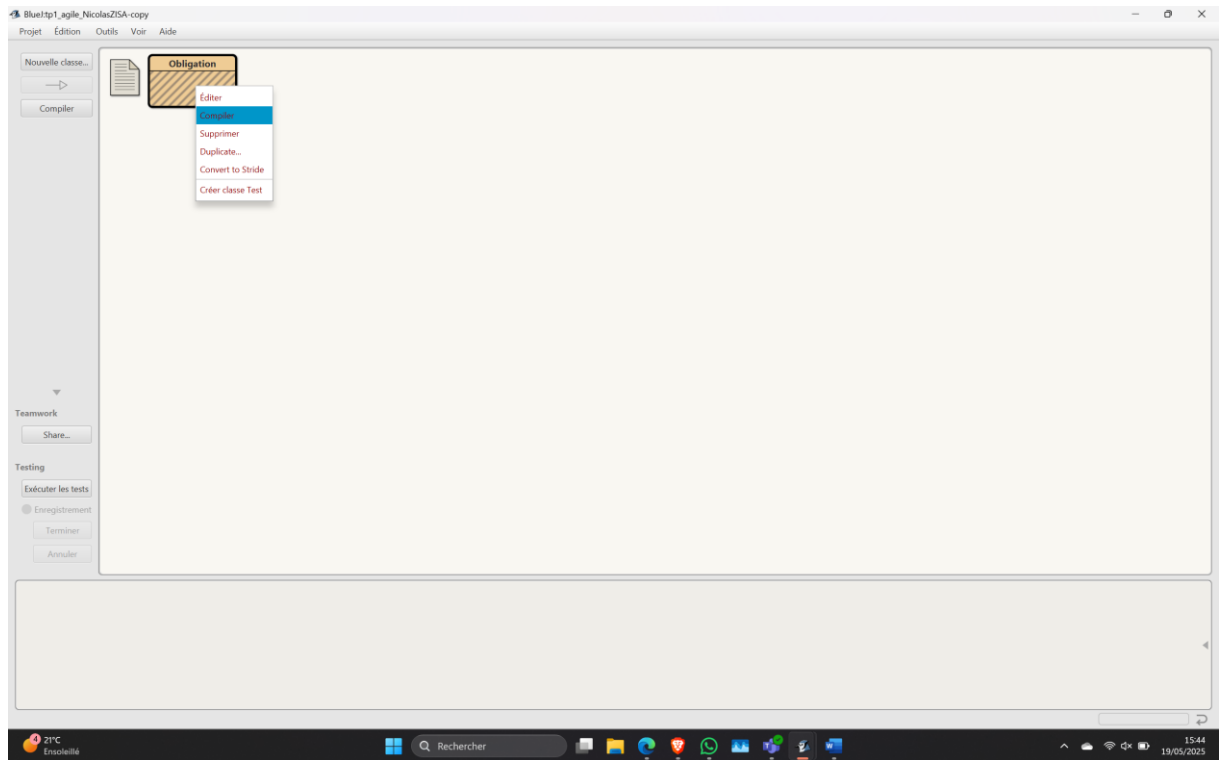 BlueJ:tp1_agile_NicolasZISA-copy
Projet Édition Outils Voir Aide
Nouvelle classe...
Compiler
Obligation
Éditer
Compiler
Supprimer
Duplicate...
Convert to Stride
Créer classe Test
Teamwork
Share...
Testing
Exécuter les tests
Enregistrement
Terminer
Annuler
4
21°C
Ensoleillé
Rechercher
15:44
19/05/2025